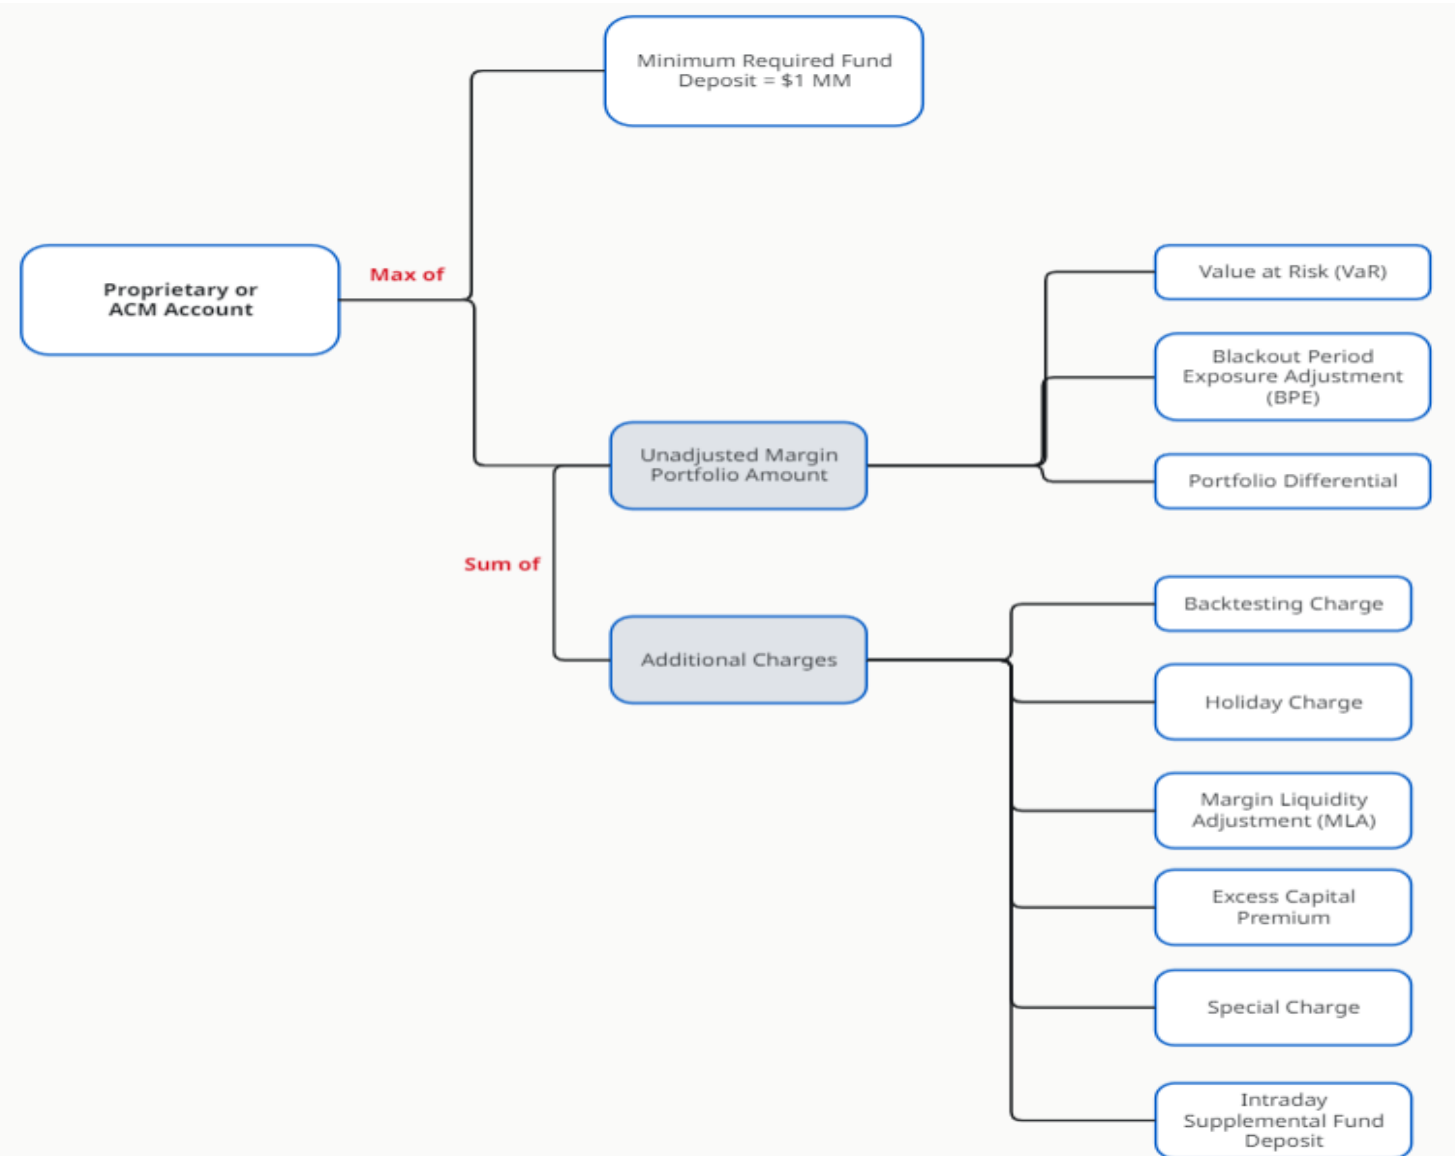 Minimum Required Fund
Deposit = $1 MM
Proprietary or
ACM Account
Max of
Value at Risk (VaR)
Blackout Period
Exposure Adjustment
(BPE)
Unadjusted Margin
Portfolio Amount
Portfolio Differential
Sum of
Backtesting Charge
Additional Charges
Holiday Charge
Margin Liquidity
Adjustment (MLA)
Excess Capital
Premium
Special Charge
Intraday
Supplemental Fund
Deposit